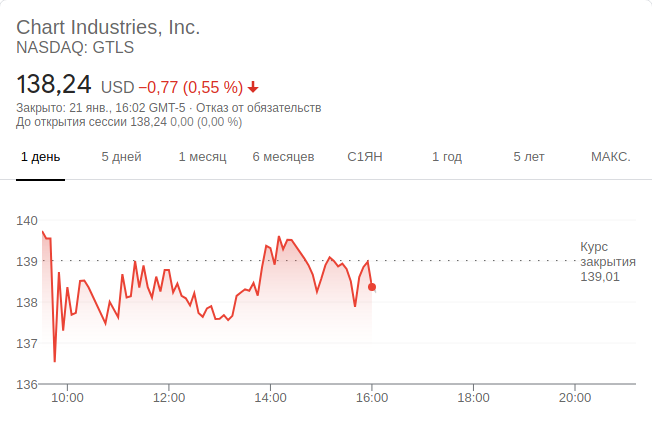 Chart Industries, Inc.
NASDAQ: GTLS
138,24 USD −0,77 (0,55 %)
Закрыто: 21 янв., 16:02 GMT-5 · Отказ от обязательств
До открытия сессии 138,24 0,00 (0,00 %)
1 день 5 дней 1 месяц 6 месяцев С1ЯН 1 год 5 лет МАКС.
140
139
138
137
136
Курс
закрытия
139,01
10:00 12:00 14:00 16:00 18:00 20:00